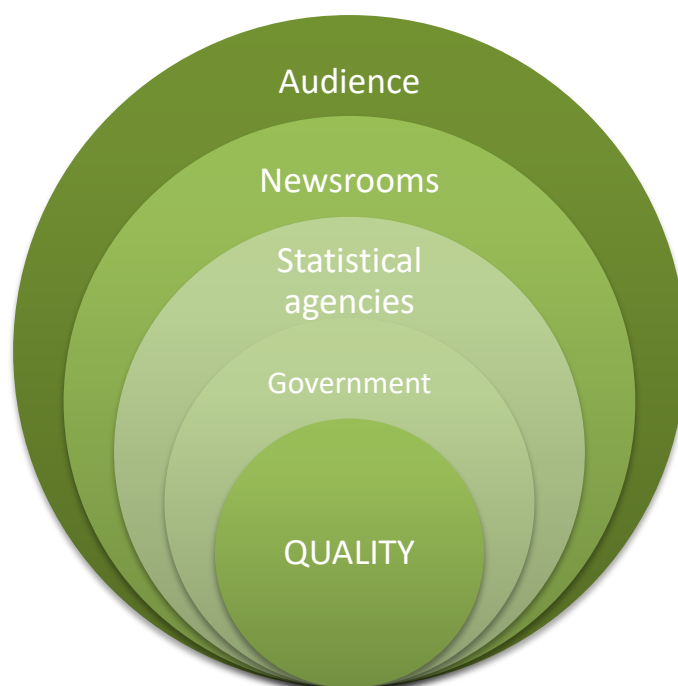 Audience
Newsrooms
Statistical
agencies
Government
QUALITY